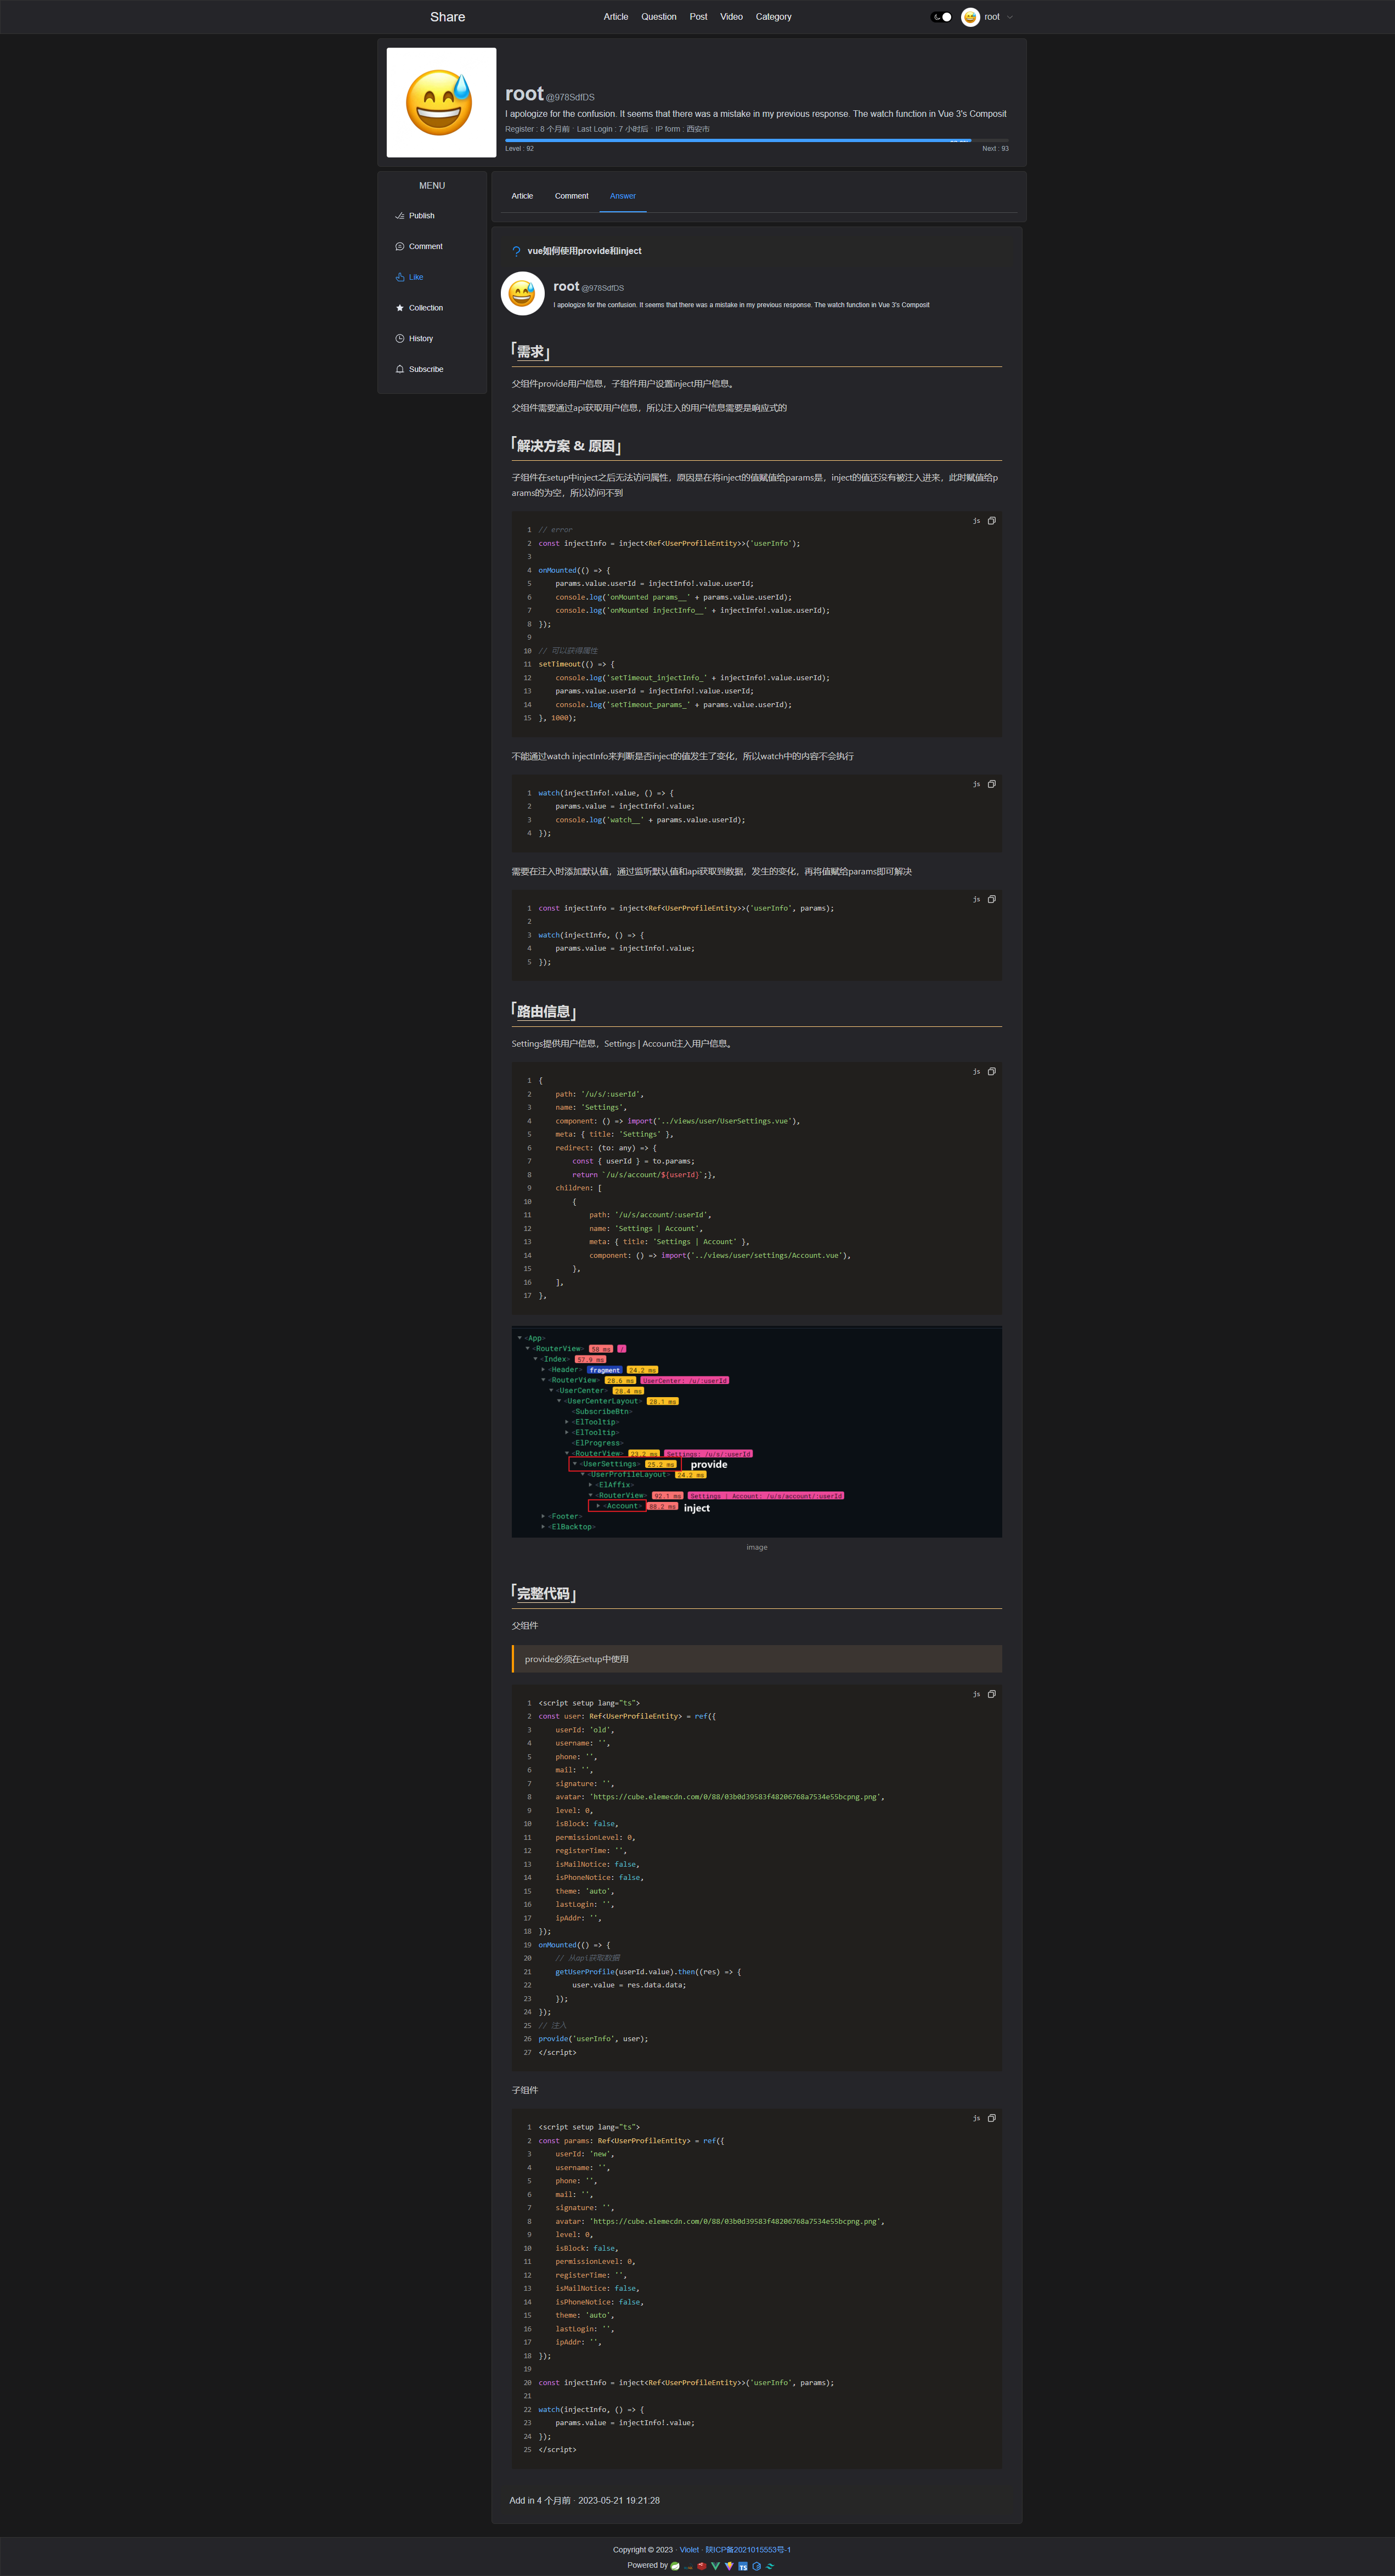 Share Article Question Post Video Category root
root @978SdfDS
I apologize for the confusion. It seems that there was a mistake in my previous response. The watch function in Vue 3's Composit
Register : 8 个月前 · Last Login : 7 小时后 · IP form : 西安市
Level : 92 Next : 93
MENU
Publish
Comment
Like
Collection
History
Subscribe
Article Comment Answer
vue如何使用provide和inject
root @978SdfDS
I apologize for the confusion. It seems that there was a mistake in my previous response. The watch function in Vue 3's Composit
「需求」
父组件provide用户信息，子组件用户设置inject用户信息。
父组件需要通过api获取用户信息，所以注入的用户信息需要是响应式的
「解决方案 & 原因」
子组件在setup中inject之后无法访问属性，原因是在将inject的值赋值给params是，inject的值还没有被注入进来，此时赋值给p
arams的为空，所以访问不到
js
1 // error
2 const injectInfo = inject<Ref<UserProfileEntity>>('userInfo');
3
4 onMounted(() => {
5     params.value.userId = injectInfo!.value.userId;
6     console.log('onMounted params__' + params.value.userId);
7     console.log('onMounted injectInfo__' + injectInfo!.value.userId);
8 });
9
10 // 可以获得属性
11 setTimeout(() => {
12     console.log('setTimeout_injectInfo_' + injectInfo!.value.userId);
13     params.value.userId = injectInfo!.value.userId;
14     console.log('setTimeout_params_' + params.value.userId);
15 }, 1000);
不能通过watch injectInfo来判断是否inject的值发生了变化，所以watch中的内容不会执行
js
1 watch(injectInfo!.value, () => {
2     params.value = injectInfo!.value;
3     console.log('watch__' + params.value.userId);
4 });
需要在注入时添加默认值，通过监听默认值和api获取到数据，发生的变化，再将值赋给params即可解决
js
1 const injectInfo = inject<Ref<UserProfileEntity>>('userInfo', params);
2
3 watch(injectInfo, () => {
4     params.value = injectInfo!.value;
5 });
「路由信息」
Settings提供用户信息，Settings | Account注入用户信息。
js
1 {
2     path: '/u/s/:userId',
3     name: 'Settings',
4     component: () => import('../views/user/UserSettings.vue'),
5     meta: { title: 'Settings' },
6     redirect: (to: any) => {
7         const { userId } = to.params;
8         return `/u/s/account/${userId}`;},
9     children: [
10         {
11             path: '/u/s/account/:userId',
12             name: 'Settings | Account',
13             meta: { title: 'Settings | Account' },
14             component: () => import('../views/user/settings/Account.vue'),
15         },
16     ],
17 },
<App>
<RouterView> 58 ms /
<Index> 57.9 ms
<Header> fragment 24.2 ms
<RouterView> 28.6 ms UserCenter: /u/:userId
<UserCenter> 28.4 ms
<UserCenterLayout> 28.1 ms
<SubscribeBtn>
<ElTooltip>
<ElTooltip>
<ElProgress>
<RouterView> 23.2 ms Settings: /u/s/:userId
<UserSettings> 25.2 ms provide
<UserProfileLayout> 24.2 ms
<ElAffix>
<RouterView> 92.1 ms Settings | Account: /u/s/account/:userId
<Account> 88.2 ms inject
<Footer>
<ElBacktop>
image
「完整代码」
父组件
provide必须在setup中使用
js
1 <script setup lang="ts">
2 const user: Ref<UserProfileEntity> = ref({
3     userId: 'old',
4     username: '',
5     phone: '',
6     mail: '',
7     signature: '',
8     avatar: 'https://cube.elemecdn.com/0/88/03b0d39583f48206768a7534e55bcpng.png',
9     level: 0,
10     isBlock: false,
11     permissionLevel: 0,
12     registerTime: '',
13     isMailNotice: false,
14     isPhoneNotice: false,
15     theme: 'auto',
16     lastLogin: '',
17     ipAddr: '',
18 });
19 onMounted(() => {
20     // 从api获取数据
21     getUserProfile(userId.value).then((res) => {
22         user.value = res.data.data;
23     });
24 });
25 // 注入
26 provide('userInfo', user);
27 </script>
子组件
js
1 <script setup lang="ts">
2 const params: Ref<UserProfileEntity> = ref({
3     userId: 'new',
4     username: '',
5     phone: '',
6     mail: '',
7     signature: '',
8     avatar: 'https://cube.elemecdn.com/0/88/03b0d39583f48206768a7534e55bcpng.png',
9     level: 0,
10     isBlock: false,
11     permissionLevel: 0,
12     registerTime: '',
13     isMailNotice: false,
14     isPhoneNotice: false,
15     theme: 'auto',
16     lastLogin: '',
17     ipAddr: '',
18 });
19
20 const injectInfo = inject<Ref<UserProfileEntity>>('userInfo', params);
21
22 watch(injectInfo, () => {
23     params.value = injectInfo!.value;
24 });
25 </script>
Add in 4 个月前 · 2023-05-21 19:21:28
Copyright © 2023 · Violet · 陕ICP备2021015553号-1
Powered by